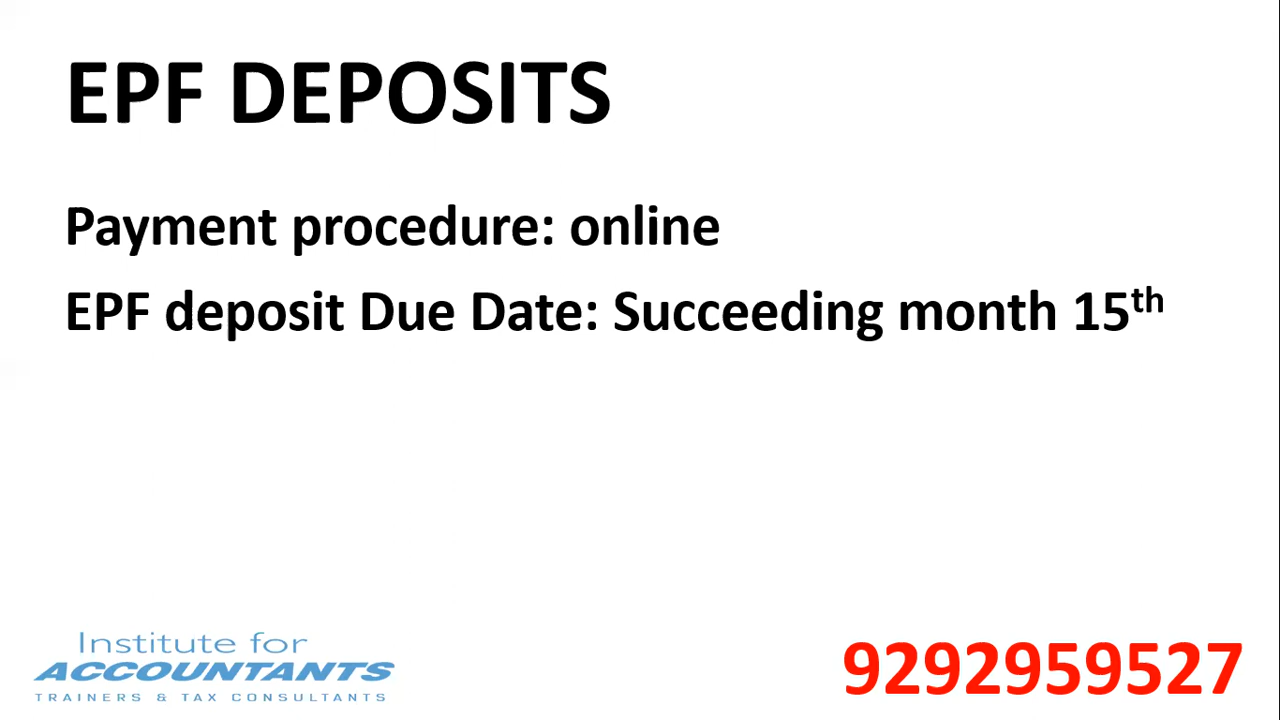 EPF DEPOSITS
Payment procedure: online
EPF deposit Due Date: Succeeding month 15th
Institute for
ACCOUNTANTS
TRAINERS & TAX CONSULTANTS
9292959527